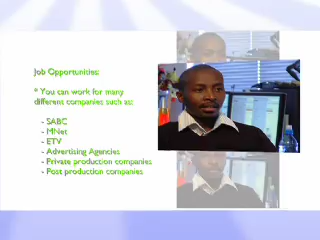 Job Opportunities:
* You can work for many
different companies such as:
- SABC
- MNet
- ETV
- Advertising Agencies
- Private production companies
- Post production companies